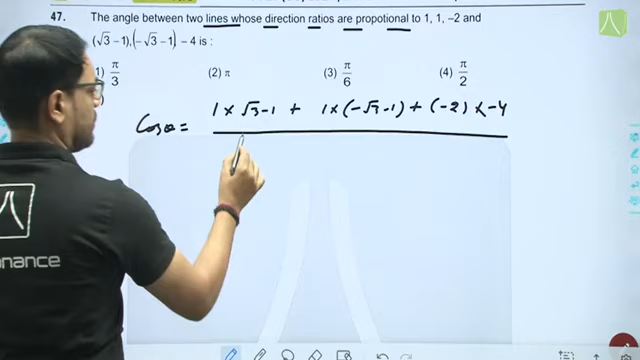 47. The angle between two lines whose direction ratios are propotional to 1, 1, –2 and
(√3 – 1),(–√3 –1) – 4 is :
1) π/3 (2) π (3) π/6 (4) π/2
Cosθ = 1 × √3 -1 + 1 × (-√3 -1) + (-2) × -4
nance